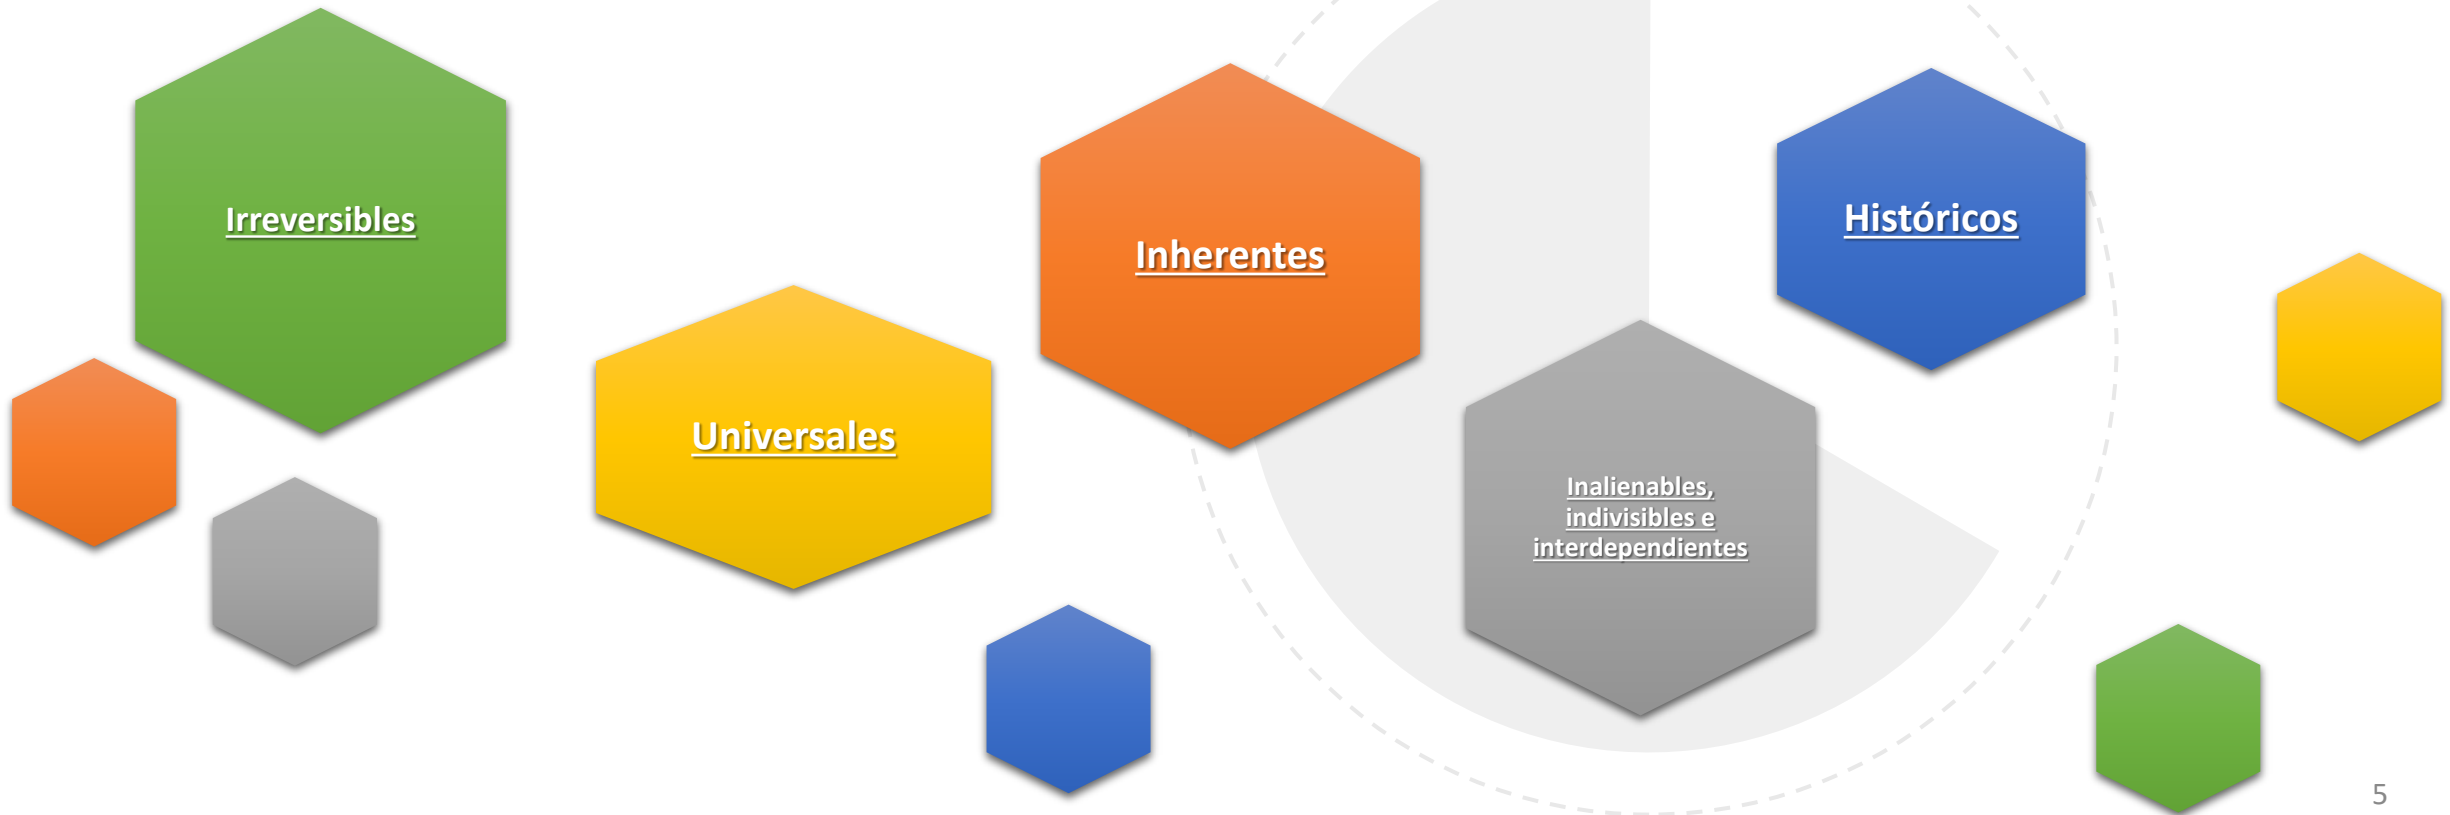 Irreversibles
Universales
Inherentes
Inalienables,
indivisibles e
interdependientes
Históricos
5